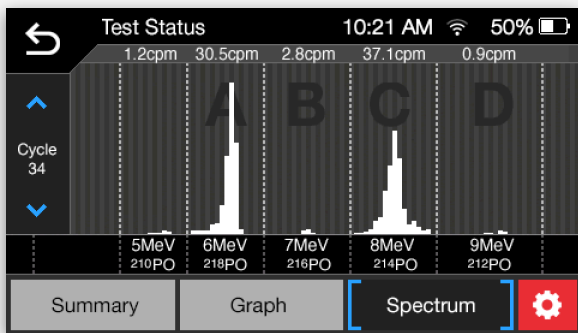 Test Status 10:21 AM 50%
1.2cpm 30.5cpm 2.8cpm 37.1cpm 0.9cpm
A B C D
Cycle
34
5MeV 6MeV 7MeV 8MeV 9MeV
210PO 218PO 216PO 214PO 212PO
Summary Graph Spectrum